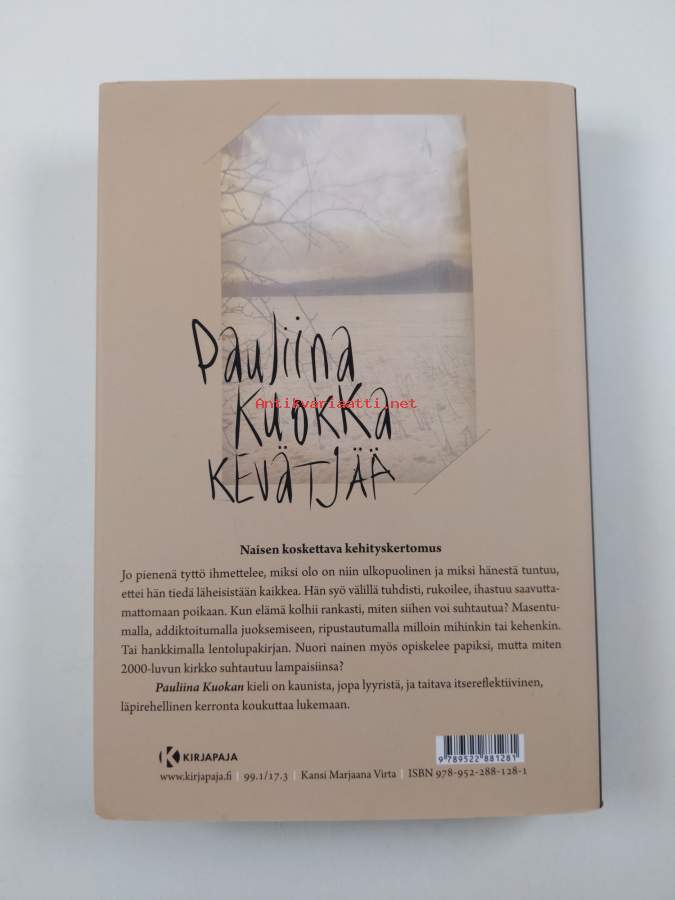 Pauliina
Kuokka
Antikvariaatti.net
KEVÄTJÄÄ
Naisen koskettava kehityskertomus
Jo pienenä tyttö ihmettelee, miksi olo on niin ulkopuolinen ja miksi hänestä tuntuu,
ettei hän tiedä läheisistään kaikkea. Hän syö välillä tuhdisti, rukoilee, ihastuu saavutta-
mattomaan poikaan. Kun elämä kolhii rankasti, miten siihen voi suhtautua? Masentu-
malla, addiktoitumalla juoksemiseen, ripustautumalla milloin mihinkin tai kehenkin.
Tai hankkimalla lentolupakirjan. Nuori nainen myös opiskelee papiksi, mutta miten
2000-luvun kirkko suhtautuu lampaisiinsa?
Pauliina Kuokan kieli on kaunista, jopa lyyristä, ja taitava itsereflektiivinen,
läpirehellinen kerronta koukuttaa lukemaan.
KIRJAPAJA
9789522881281
www.kirjapaja.fi | 99.1/17.3 | Kansi Marjaana Virta | ISBN 978-952-288-128-1